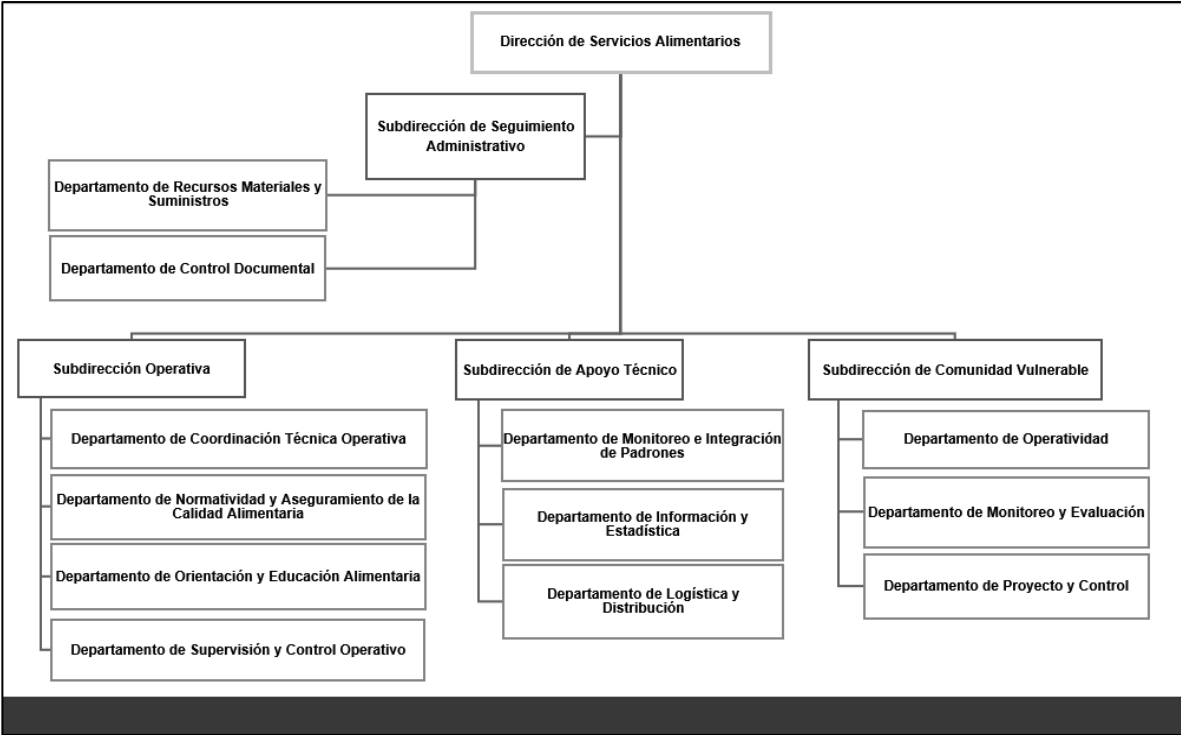 Dirección de Servicios Alimentarios
Subdirección de Seguimiento
Administrativo
Departamento de Recursos Materiales y
Suministros
Departamento de Control Documental
Subdirección Operativa
Departamento de Coordinación Técnica Operativa
Departamento de Normatividad y Aseguramiento de la
Calidad Alimentaria
Departamento de Orientación y Educación Alimentaria
Departamento de Supervisión y Control Operativo
Subdirección de Apoyo Técnico
Departamento de Monitoreo e Integración
de Padrones
Departamento de Información y
Estadística
Departamento de Logística y
Distribución
Subdirección de Comunidad Vulnerable
Departamento de Operatividad
Departamento de Monitoreo y Evaluación
Departamento de Proyecto y Control